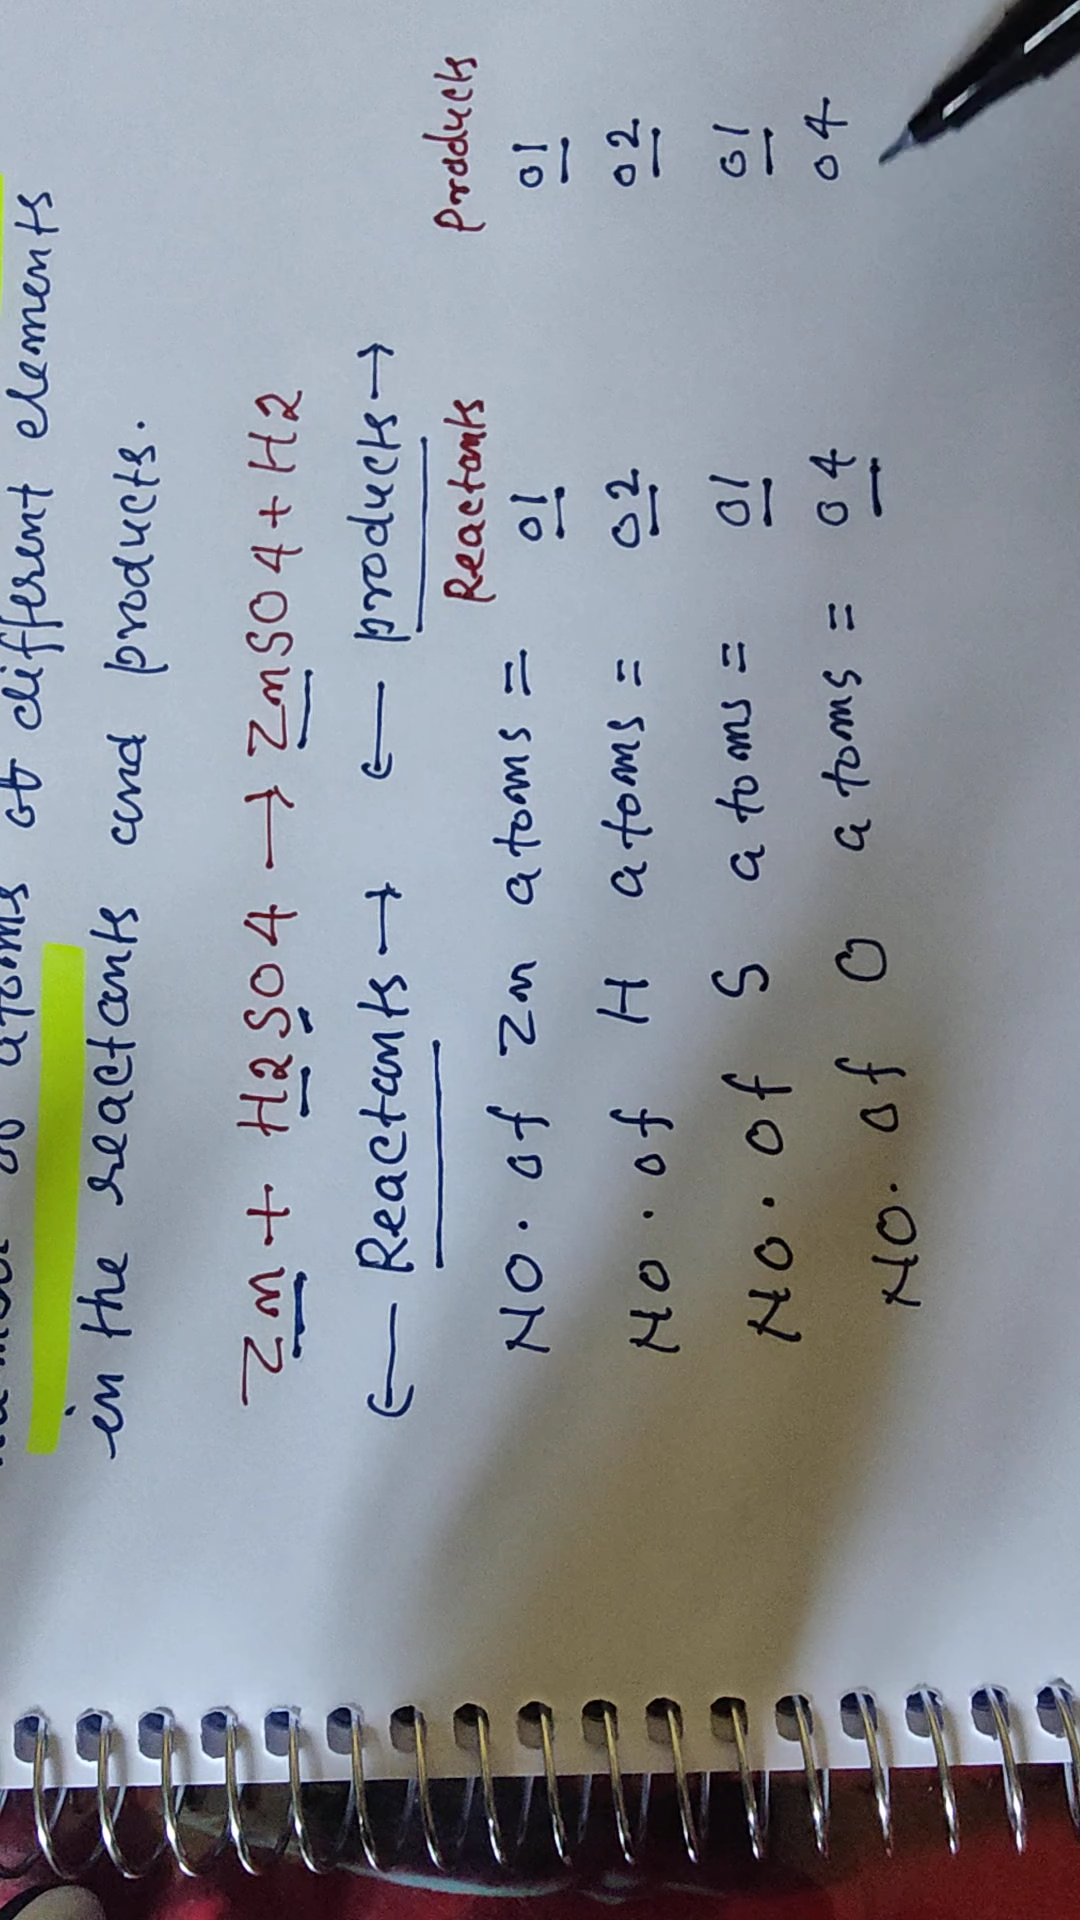 of different elements
in the reactants and products.
Zn + H2SO4 → ZnSO4 + H2
← Reactants → ← products →
Reactants Products
NO. of Zn atoms = 01 01
NO. of H atoms = 02 02
NO. of S atoms = 01 01
NO. of O atoms = 04 04